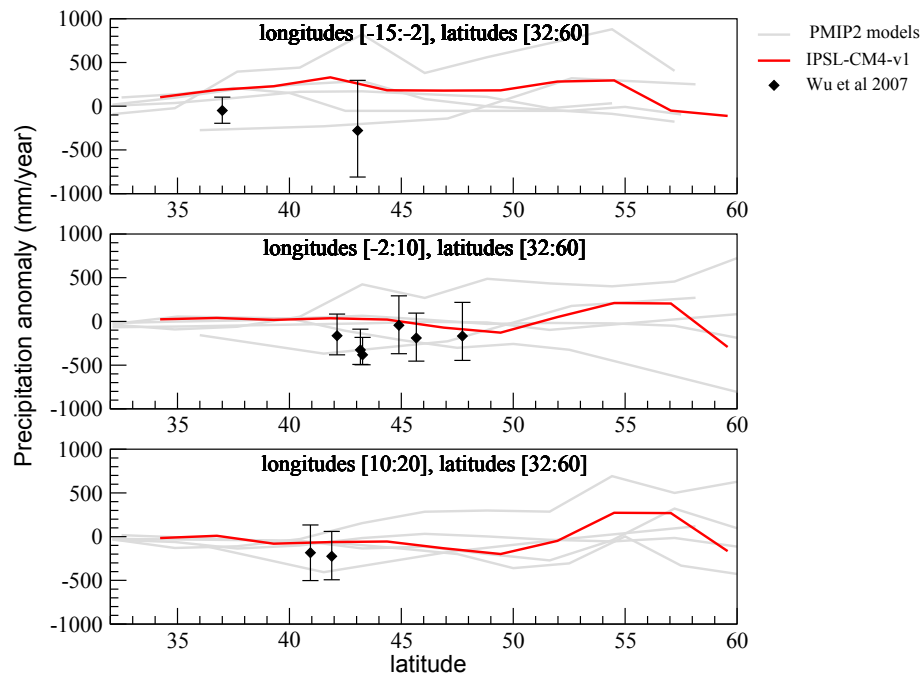 longitudes [-15:-2], latitudes [32:60]
PMIP2 models
IPSL-CM4-v1
Wu et al 2007
1000
500
0
-500
-1000
35 40 45 50 55 60
longitudes [-2:10], latitudes [32:60]
1000
500
0
-500
-1000
35 40 45 50 55 60
longitudes [10:20], latitudes [32:60]
1000
500
0
-500
-1000
35 40 45 50 55 60
Precipitation anomaly (mm/year)
latitude